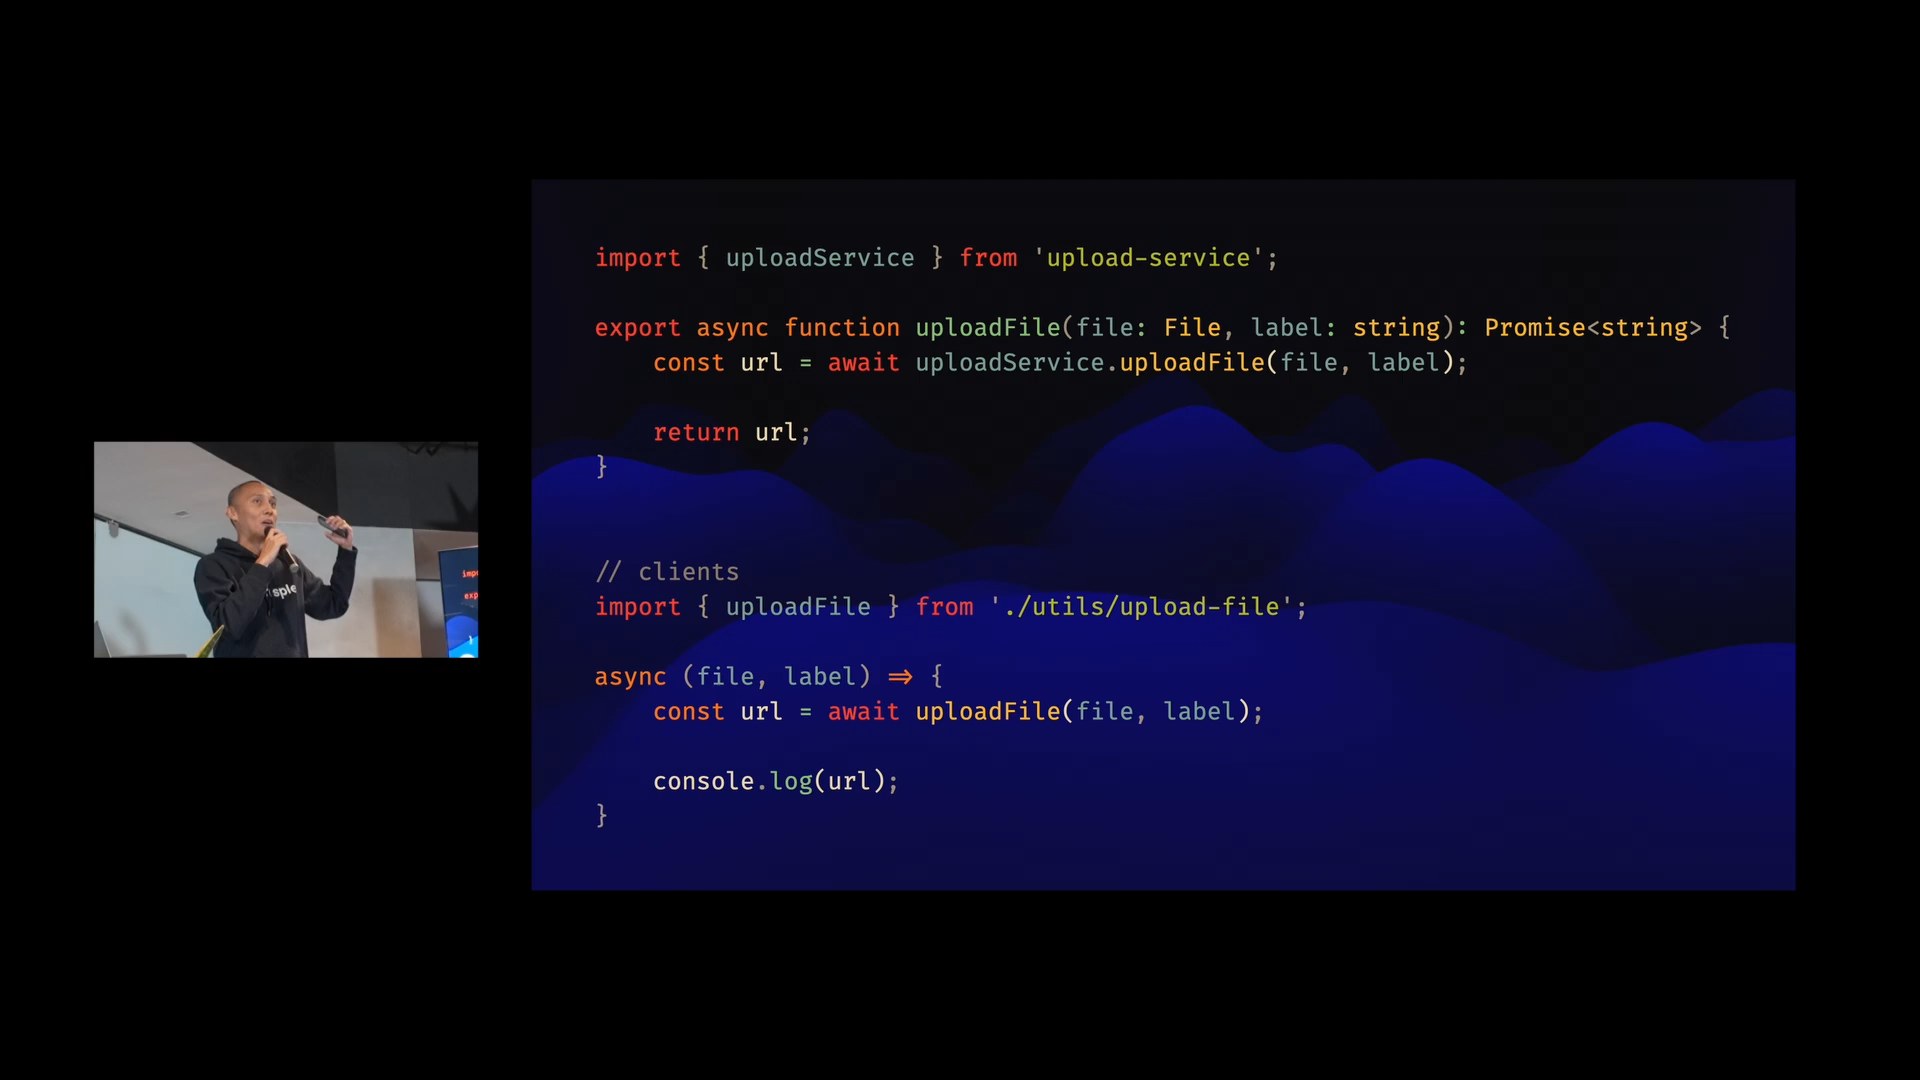 import { uploadService } from 'upload-service';
export async function uploadFile(file: File, label: string): Promise<string> {
    const url = await uploadService.uploadFile(file, label);
    return url;
}
// clients
import { uploadFile } from './utils/upload-file';
async (file, label) => {
    const url = await uploadFile(file, label);
    console.log(url);
}